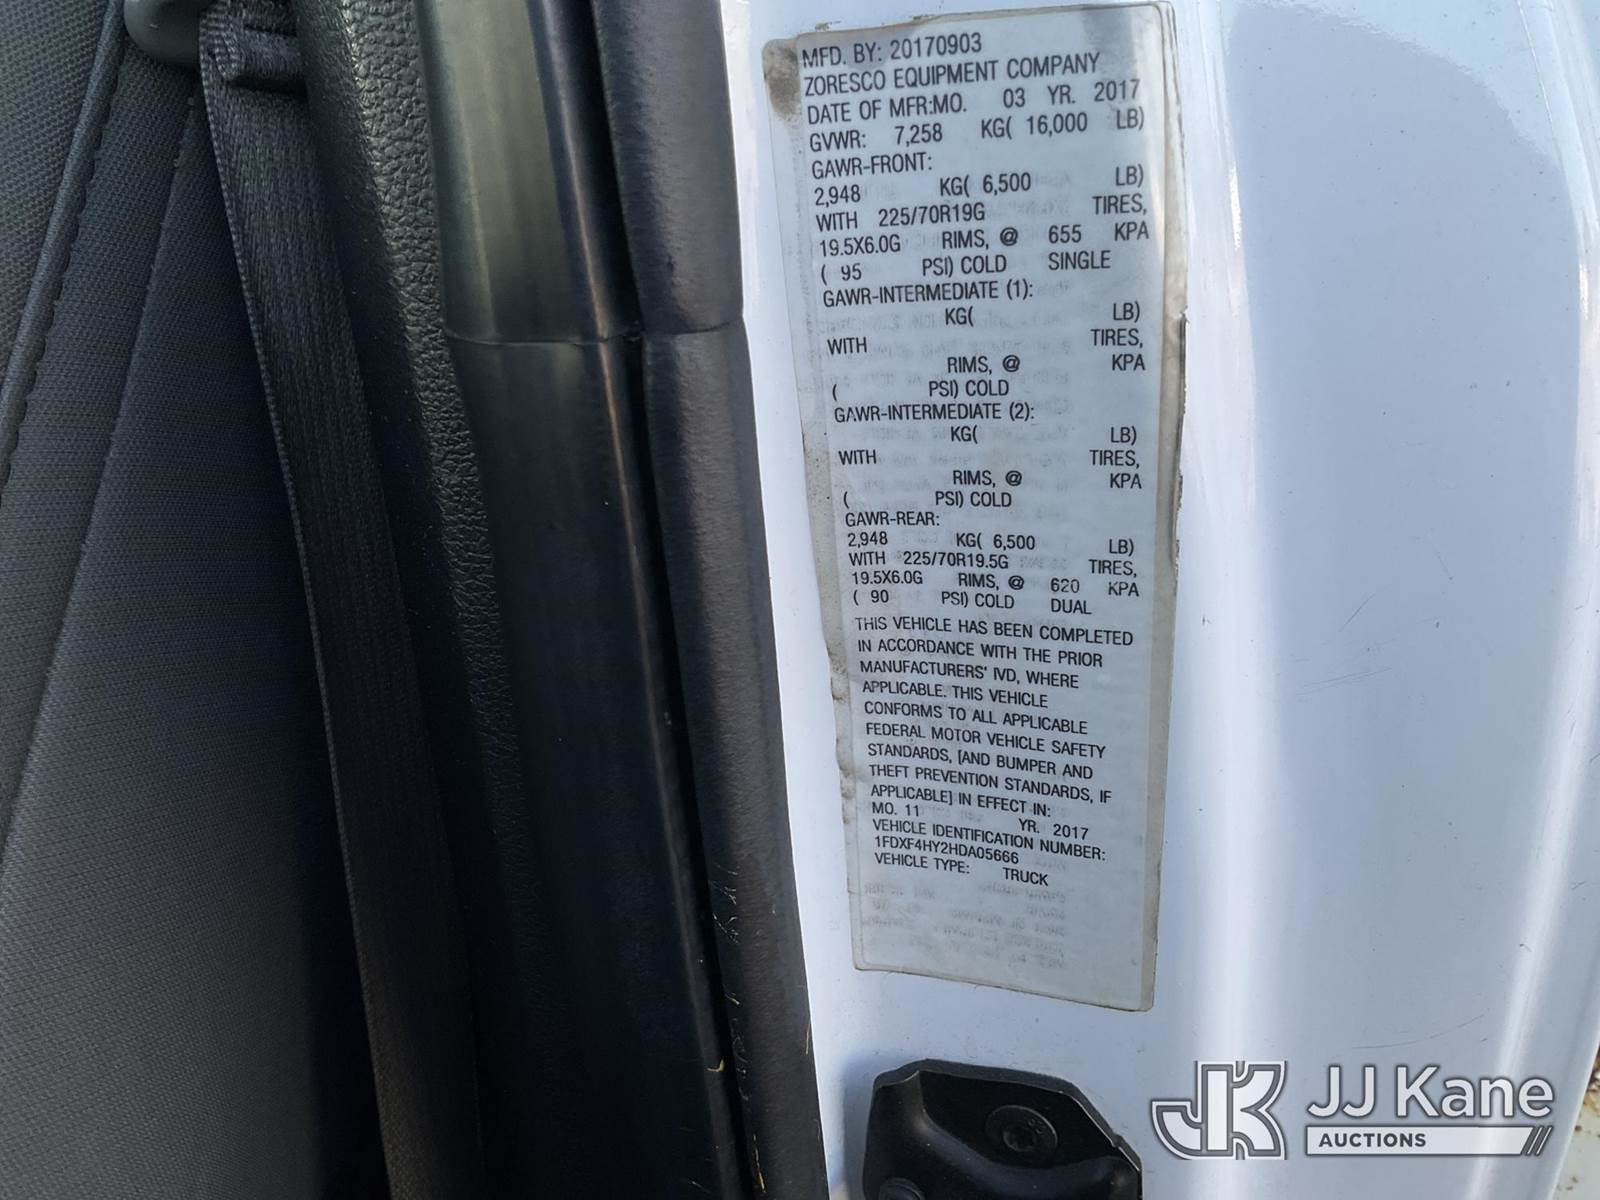 MFD. BY: 20170903
ZORESCO EQUIPMENT COMPANY
DATE OF MFR:MO. 03 YR. 2017
GVWR: 7,258 KG( 16,000 LB)
GAWR-FRONT:
2,948 KG( 6,500 LB)
WITH 225/70R19G TIRES,
19.5X6.0G RIMS, @ 655 KPA
( 95 PSI) COLD SINGLE
GAWR-INTERMEDIATE (1):
KG( LB)
WITH TIRES,
RIMS, @ KPA
( PSI) COLD
GAWR-INTERMEDIATE (2):
KG( LB)
WITH TIRES,
RIMS, @ KPA
( PSI) COLD
GAWR-REAR:
2,948 KG( 6,500 LB)
WITH 225/70R19.5G TIRES,
19.5X6.0G RIMS, @ 620 KPA
( 90 PSI) COLD DUAL
THIS VEHICLE HAS BEEN COMPLETED
IN ACCORDANCE WITH THE PRIOR
MANUFACTURERS' IVD, WHERE
APPLICABLE. THIS VEHICLE
CONFORMS TO ALL APPLICABLE
FEDERAL MOTOR VEHICLE SAFETY
STANDARDS, [AND BUMPER AND
THEFT PREVENTION STANDARDS, IF
APPLICABLE] IN EFFECT IN:
MO. 11 YR. 2017
VEHICLE IDENTIFICATION NUMBER:
1FDXF4HY2HDA05666
VEHICLE TYPE: TRUCK
JK JJ Kane
AUCTIONS